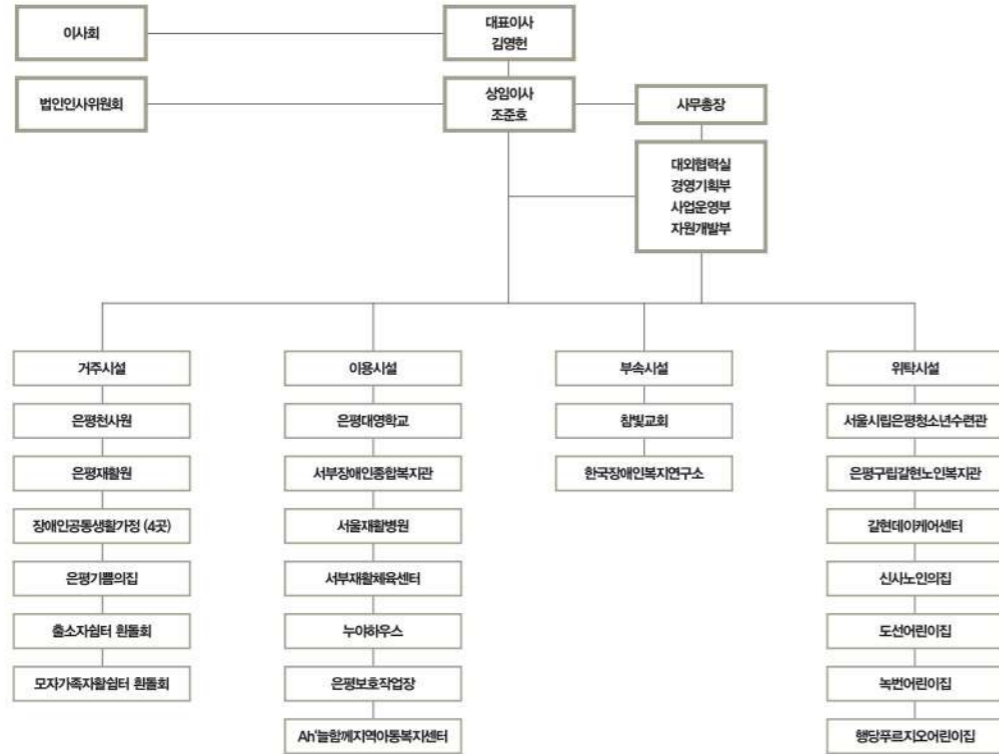 이사회
대표이사
김영헌
법인인사위원회
상임이사
조준호
사무총장
대외협력실
경영기획부
사업운영부
자원개발부
거주시설
은평천사원
은평재활원
장애인공동생활가정 (4곳)
은평기쁨의집
출소자쉼터 흰돌회
모자가족자활쉼터 흰돌회
이용시설
은평대영학교
서부장애인종합복지관
서울재활병원
서부재활체육센터
누야하우스
은평보호작업장
Ah'늘함께지역아동복지센터
부속시설
참빛교회
한국장애인복지연구소
위탁시설
서울시립은평청소년수련관
은평구립갈현노인복지관
갈현데이케어센터
신사노인의집
도선어린이집
녹번어린이집
행당푸르지오어린이집